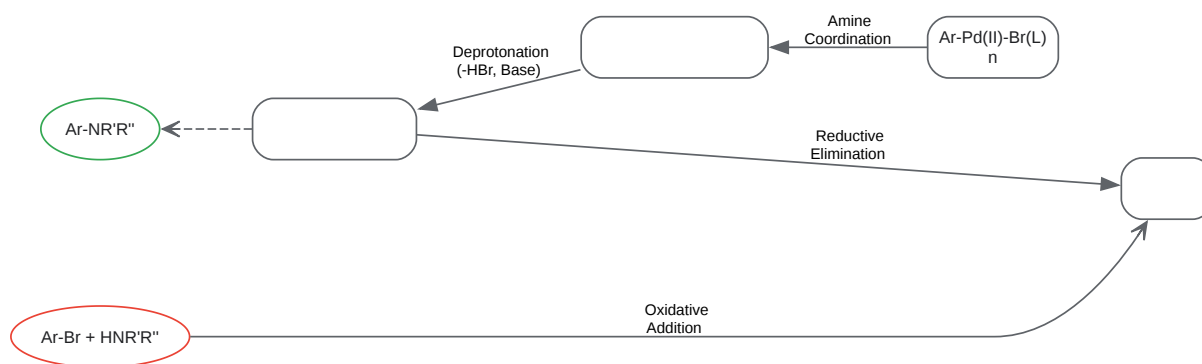 Amine
Coordination
Ar-Pd(II)-Br(L)
n
Deprotonation
(-HBr, Base)
Ar-NR'R"
Reductive
Elimination
Oxidative
Addition
Ar-Br + HNR'R"